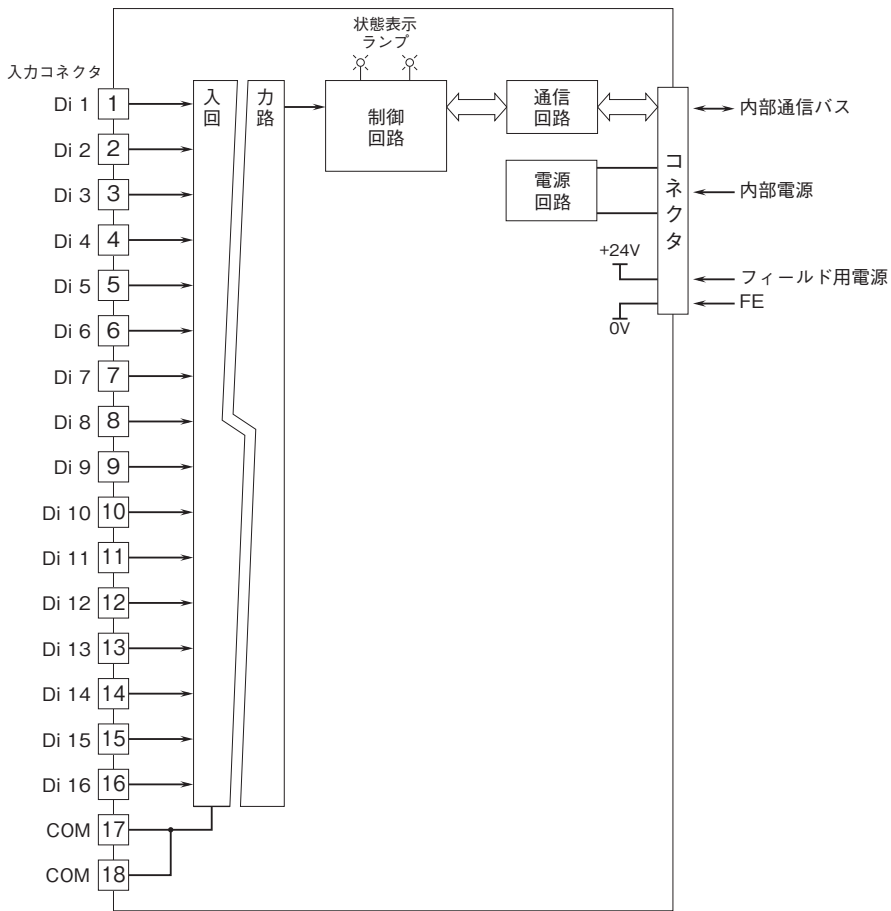 状態表示
ランプ
入力コネクタ
Di 1 1
Di 2 2
Di 3 3
Di 4 4
Di 5 5
Di 6 6
Di 7 7
Di 8 8
Di 9 9
Di 10 10
Di 11 11
Di 12 12
Di 13 13
Di 14 14
Di 15 15
Di 16 16
COM 17
COM 18
入力
回路
制御
回路
通信
回路
電源
回路
+24V
0V
コネクタ
内部通信バス
内部電源
フィールド用電源
FE